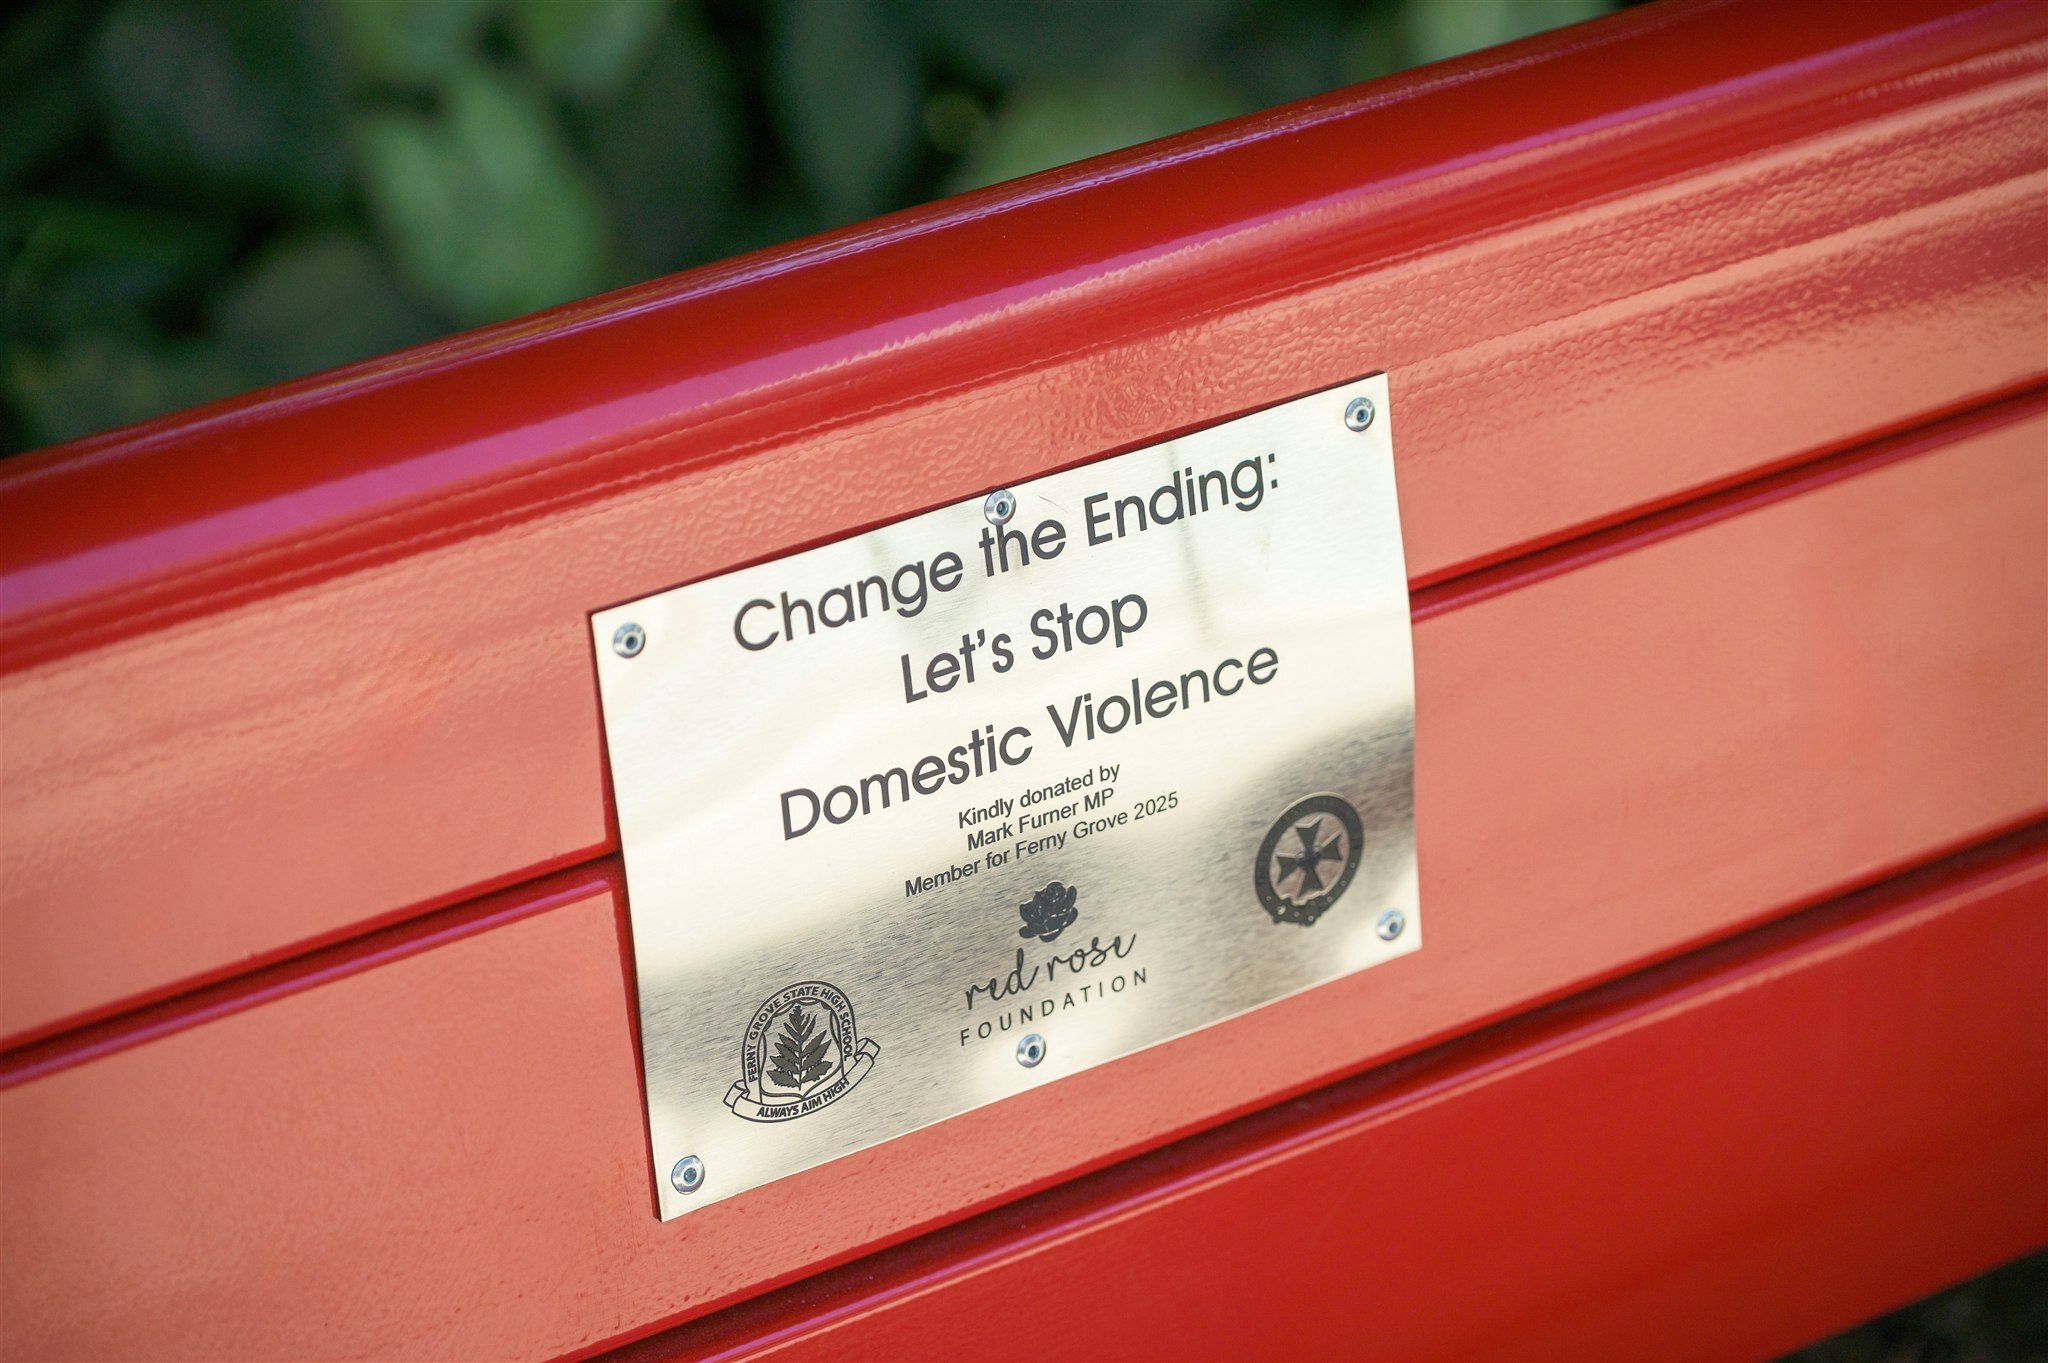 Change the Ending:
Let's Stop
Domestic Violence
Kindly donated by
Mark Furner MP
Member for Ferny Grove 2025
red rose
FOUNDATION
FERNY GROVE STATE HIGH SCHOOL
ALWAYS AIM HIGH